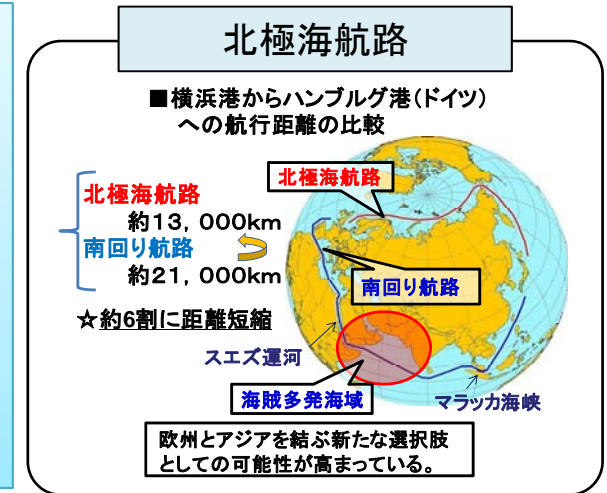 北極海航路
■横浜港からハンブルグ港(ドイツ)
への航行距離の比較
北極海航路
北極海航路
約13,000km
南回り航路
約21,000km
南回り航路
☆約6割に距離短縮
スエズ運河
海賊多発海域
マラッカ海峡
欧州とアジアを結ぶ新たな選択肢
としての可能性が高まっている。